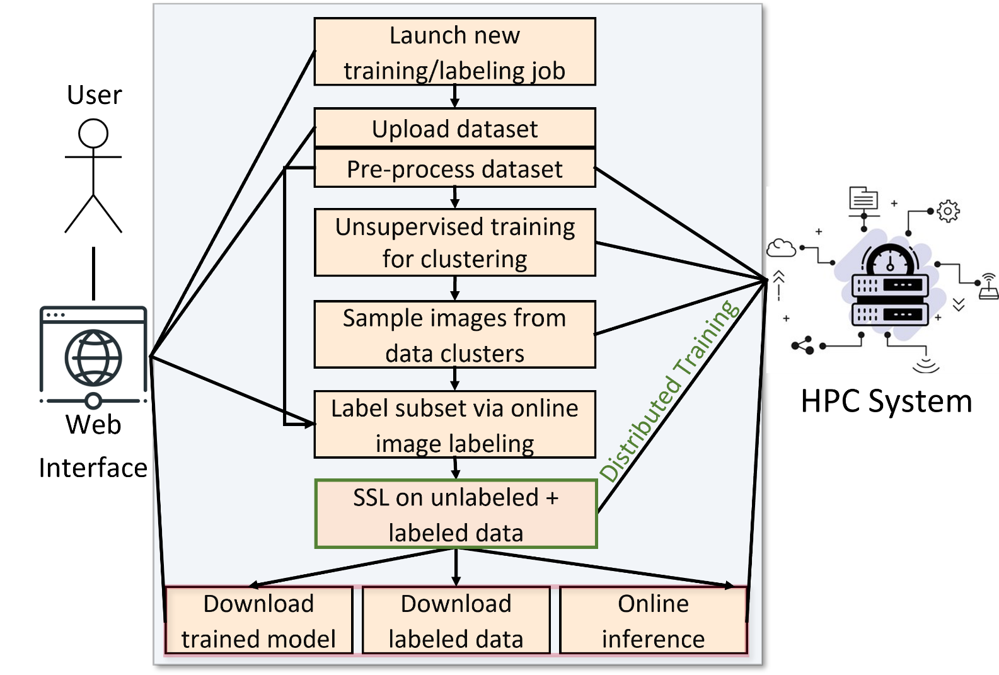 Launch new
training/labeling job
User
Upload dataset
Pre-process dataset
Unsupervised training
for clustering
Sample images from
data clusters
Distributed Training
HPC System
Label subset via online
image labeling
Web
Interface
SSL on unlabeled +
labeled data
Download
trained model
Download
labeled data
Online
inference